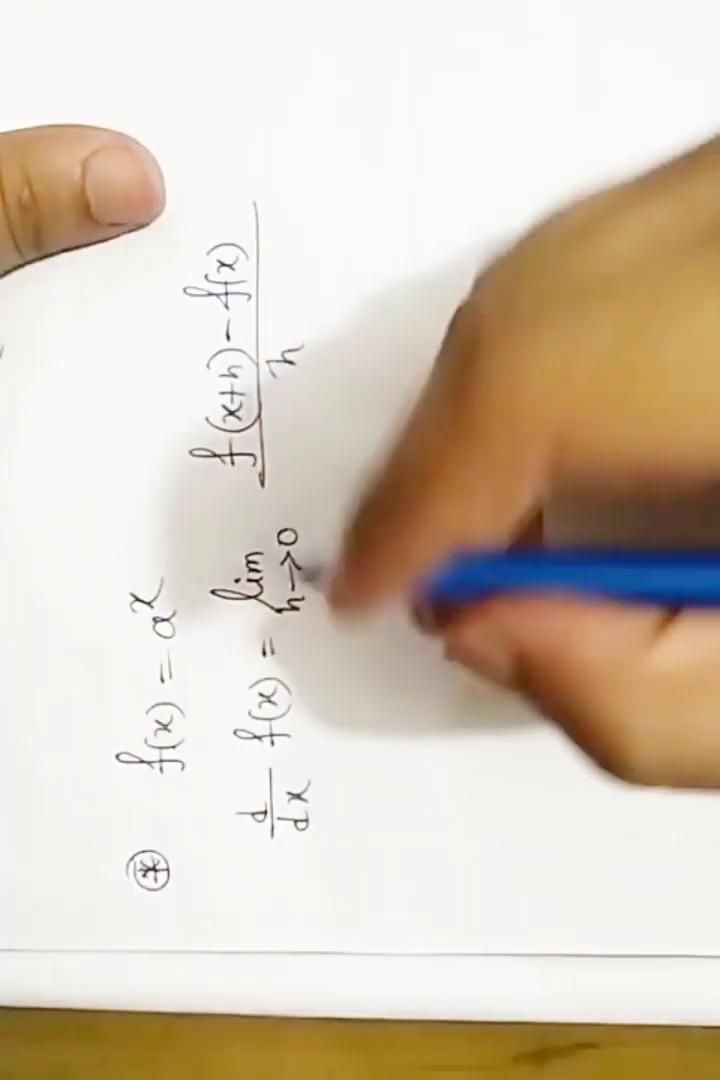 ⊛ f(x) = a^x
d/dx f(x) = lim h→0 f(x+h) - f(x) / h